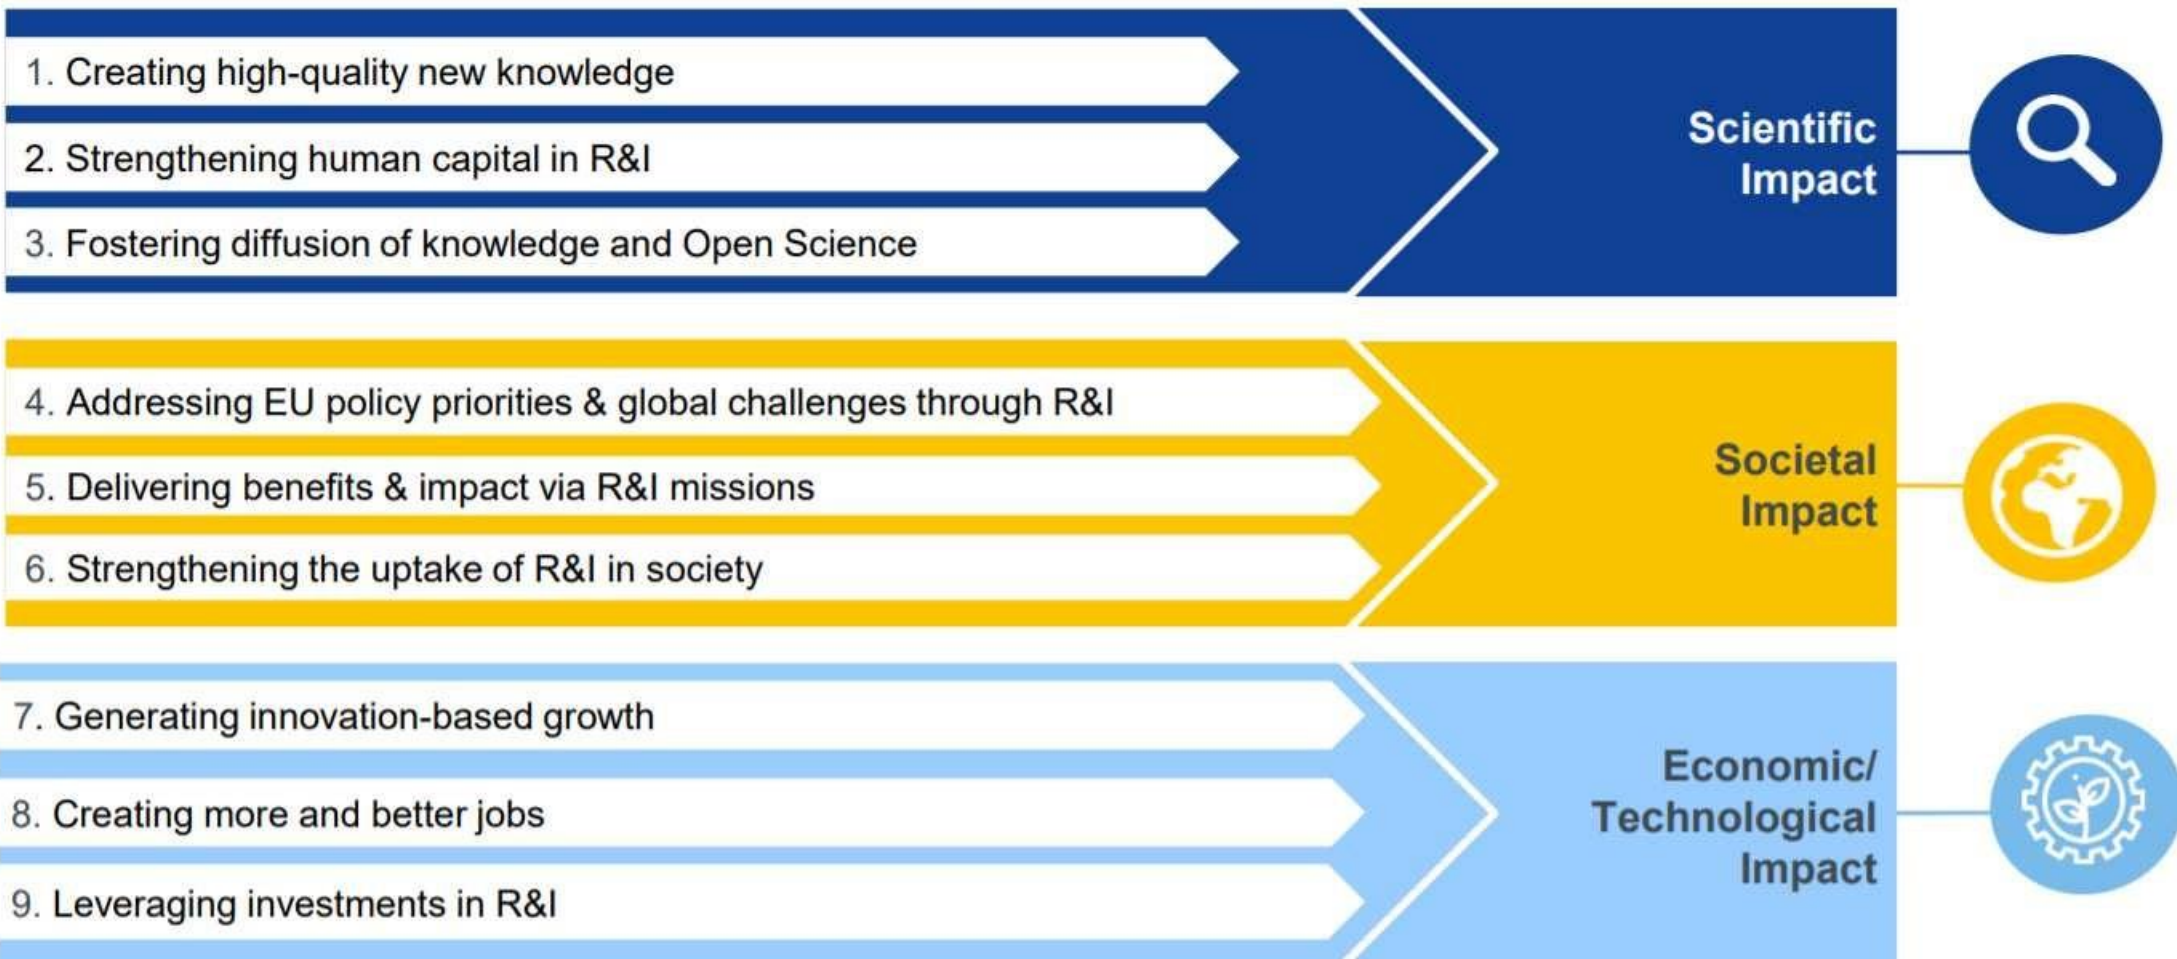 1. Creating high-quality new knowledge
2. Strengthening human capital in R&I
3. Fostering diffusion of knowledge and Open Science
Scientific
Impact
4. Addressing EU policy priorities & global challenges through R&I
5. Delivering benefits & impact via R&I missions
6. Strengthening the uptake of R&I in society
Societal
Impact
7. Generating innovation-based growth
8. Creating more and better jobs
9. Leveraging investments in R&I
Economic/
Technological
Impact